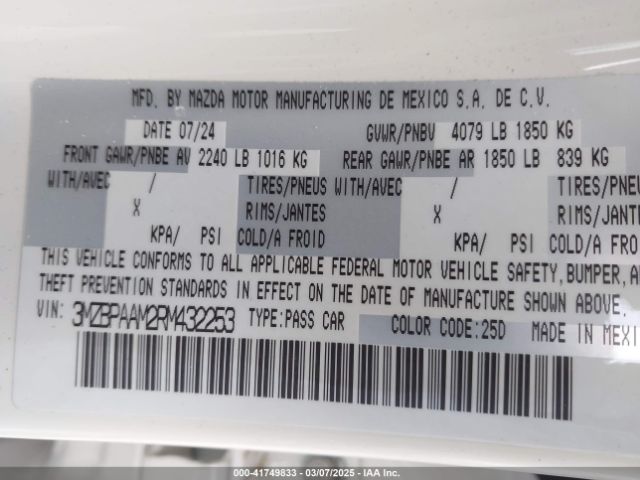 MFD. BY MAZDA MOTOR MANUFACTURING DE MEXICO S.A. DE C.V.
DATE 07/24 GVWR/PNBV 4079 LB 1850 KG
FRONT GAWR/PNBE AV 2240 LB 1016 KG REAR GAWR/PNBE AR 1850 LB 839 KG
WITH/AVEC / TIRES/PNEUS WITH/AVEC / TIRES/PNEUS
X RIMS/JANTES X RIMS/JANTES
KPA/ PSI COLD/A FROID KPA/ PSI COLD/A FROID
THIS VEHICLE CONFORMS TO ALL APPLICABLE FEDERAL MOTOR VEHICLE SAFETY, BUMPER, A
THEFT PREVENTION STANDARDS IN EFFECT ON THE DATE OF MANUFACTURE SHOWN ABOVE.
VIN: 3MZBPAAM2RM432253 TYPE:PASS CAR COLOR CODE:25D MADE IN MEXI
000-41749833 — 03/07/2025 — IAA Inc.